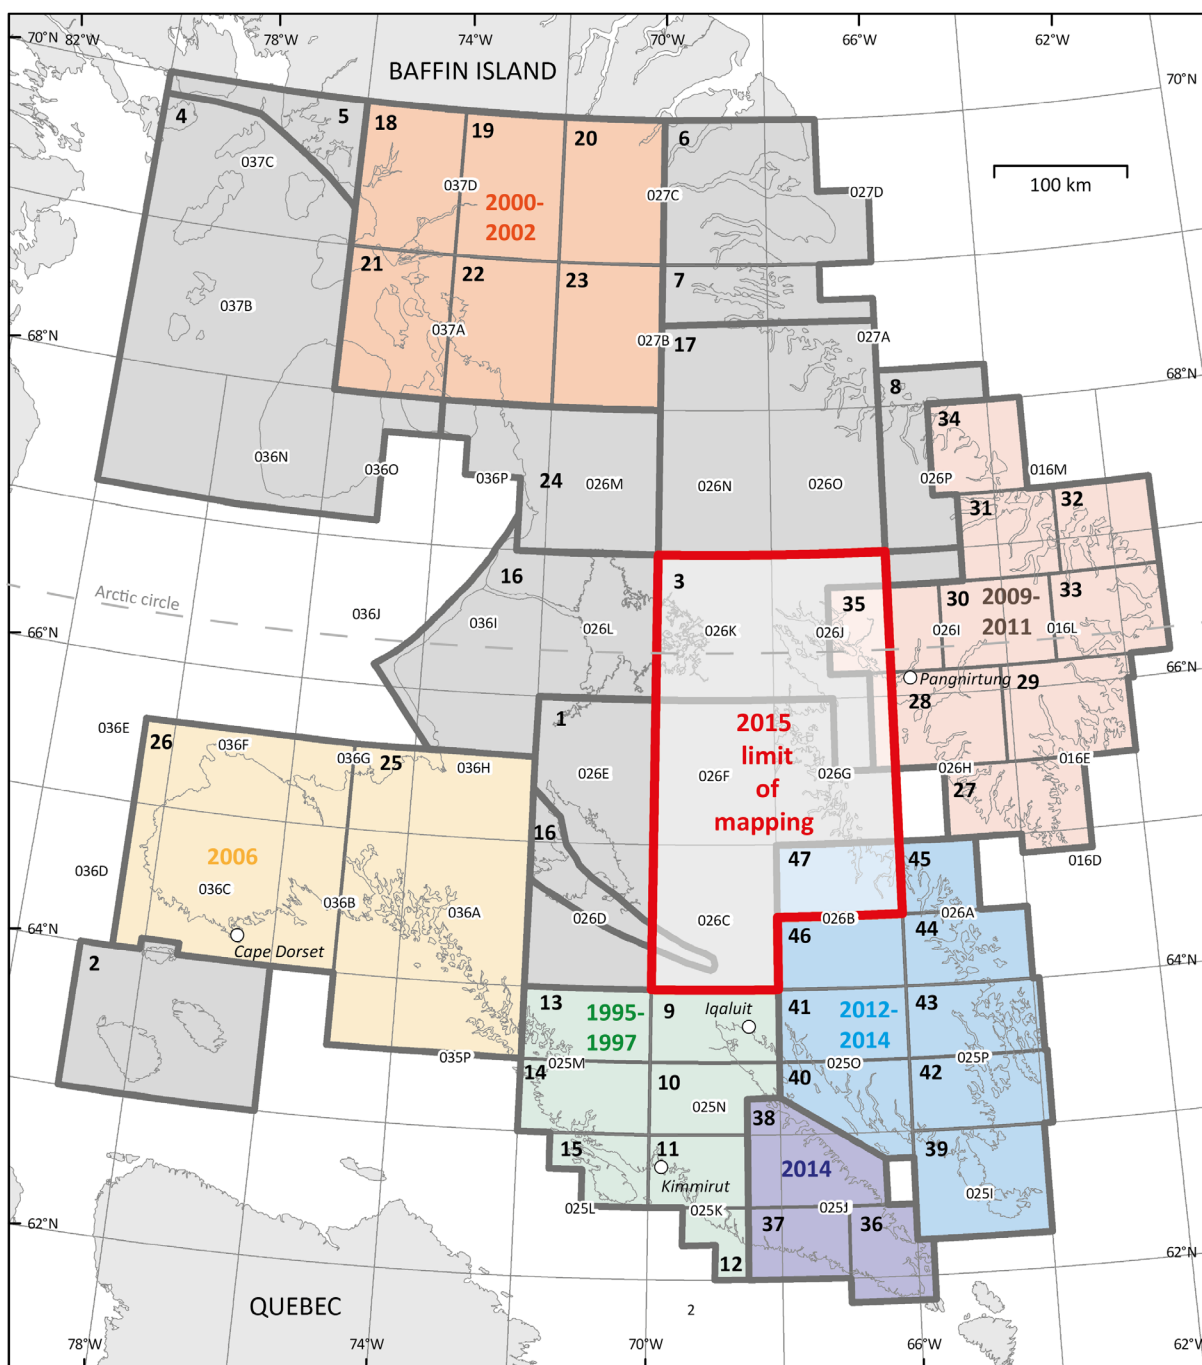 70°N
82°W
78°W
74°W
70°W
66°W
62°W
70°N
BAFFIN ISLAND
4
5
18
19
20
6
037C
037D
027C
027D
100 km
2000-
2002
21
22
23
7
037B
037A
027B
027A
17
68°N
68°N
8
34
036N
036O
036P
24
026M
026N
026O
026P
016M
31
32
16
3
35
30
2009-
2011
33
Arctic circle
036J
036I
026L
026K
026J
026I
016L
66°N
66°N
Pangnirtung
28
29
036E
26
036F
036G
25
036H
1
026E
026F
026G
026H
016E
2015
limit
of
mapping
27
16
47
45
016D
036D
2006
036C
036B
036A
026D
026C
026B
026A
64°N
64°N
Cape Dorset
46
44
2
13
1995-
1997
9
Iqaluit
41
2012-
2014
43
035P
14
025M
10
025N
40
025O
025P
42
38
15
11
Kimmirut
2014
39
025I
025L
025K
025J
37
36
12
62°N
62°N
QUEBEC
2
78°W
74°W
70°W
66°W
62°W